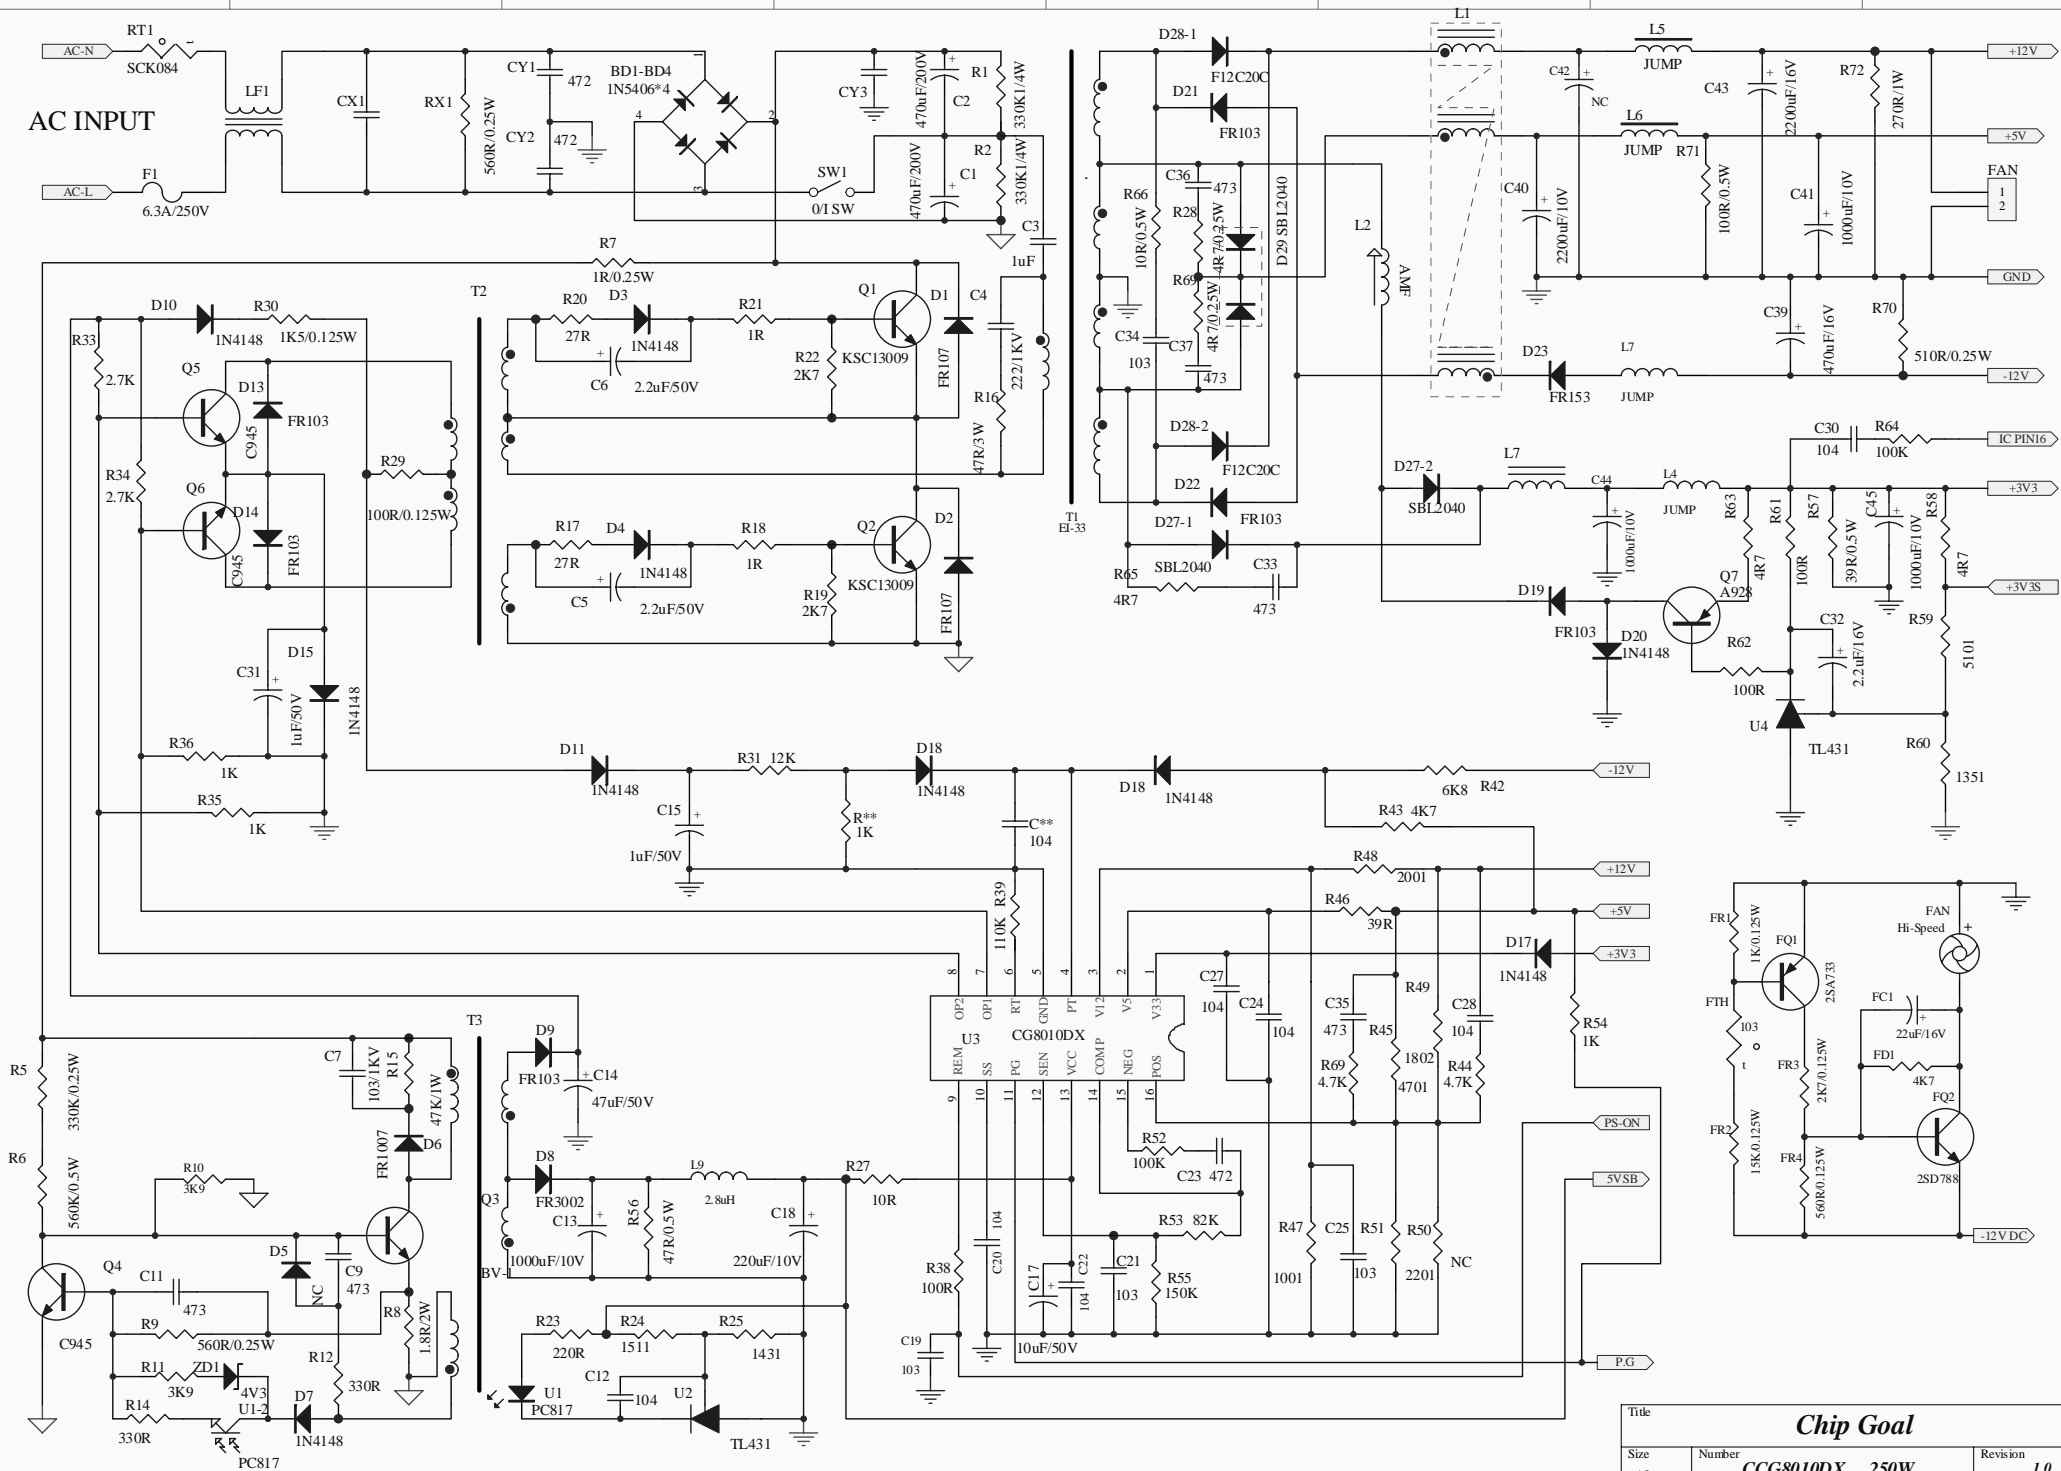 AC-N
RT1
SCK084
AC INPUT
AC-L
F1
6.3A/250V
LF1
CX1
RX1
560R/0.25W
CY1
472
CY2
472
BD1-BD4
1N5406*4
1
2
3
4
SW1
0/I SW
CY3
470uF/200V
C2
470uF/200V
C1
R1
330K1/4W
R2
330K1/4W
C3
1uF
R7
1R/0.25W
T2
R20
27R
D3
1N4148
C6
2.2uF/50V
R21
1R
R22
2K7
Q1
KSC13009
D1
FR107
C4
222/1KV
R16
47R/3W
R17
27R
D4
1N4148
C5
2.2uF/50V
R18
1R
R19
2K7
Q2
KSC13009
D2
FR107
D10
1N4148
R30
1K5/0.125W
R33
2.7K
R34
2.7K
Q5
C945
D13
FR103
Q6
C945
D14
FR103
R29
100R/0.125W
C31
1uF/50V
D15
1N4148
R36
1K
R35
1K
T1
EI-33
D28-1
F12C20C
D21
FR103
R66
10R/0.5W
C34
103
C36
473
R28
4R7/0.25W
R69
4R7/0.25W
C37
473
D29 SBL2040
D28-2
F12C20C
D22
FR103
D27-1
SBL2040
R65
4R7
C33
473
L2
AMF
L1
C42
NC
L5
JUMP
L6
JUMP
C43
2200uF/16V
R72
270R/1W
R71
100R/0.5W
C40
2200uF/10V
C41
1000uF/10V
+12V
+5V
FAN
1
2
GND
C39
470uF/16V
R70
510R/0.25W
D23
FR153
L7
JUMP
-12V
C30
104
R64
100K
IC PIN16
D27-2
SBL2040
L7
C44
1000uF/10V
L4
JUMP
R63
4R7
R61
100R
R57
39R/0.5W
C45
1000uF/10V
R58
4R7
+3V3
+3V3S
D19
FR103
D20
1N4148
Q7
A928
R62
100R
C32
2.2uF/16V
R59
5101
U4
TL431
R60
1351
D11
1N4148
C15
1uF/50V
R31 12K
R**
1K
D18
1N4148
C**
104
D18
1N4148
R42
6K8
-12V
R43 4K7
R48
2001
+12V
R46
39R
+5V
D17
1N4148
+3V3
R39
110K
8
7
6
5
4
3
2
1
OP2
OP1
RT
GND
PT
V12
V5
V33
U3
CG8010DX
REM
SS
PG
SEN
VCC
COMP
NEG
POS
9
10
11
12
13
14
15
16
C27
104
C24
104
C35
473
R69
4.7K
R45
4701
R49
1802
C28
104
R44
4.7K
R54
1K
PS-ON
5VSB
R52
100K
C23
472
R53 82K
R47
1001
C25
103
R51
2201
R50
NC
R38
100R
C20
104
C17
10uF/50V
C22
104
C21
103
R55
150K
C19
103
P.G
FR1
1K/0.125W
FQ1
2SA733
FTH
103
t
FR3
2K7/0.125W
FR2
15K/0.125W
FR4
560R/0.125W
FAN
Hi-Speed
FC1
22uF/16V
FD1
4K7
FQ2
2SD788
-12V DC
R5
330K/0.25W
R6
560K/0.5W
R10
3K9
C7
103/1KV
R15
47K/1W
FR1007
D6
T3
BV-1
Q3
D5
NC
C9
473
Q4
C945
C11
473
R9
560R/0.25W
R8
1.8R/2W
R11
3K9
ZD1
4V3
R12
330R
R14
330R
U1-2
PC817
D7
1N4148
D9
FR103
C14
47uF/50V
D8
FR3002
C13
1000uF/10V
R56
47R/0.5W
L9
2.8uH
C18
220uF/10V
R27
10R
R23
220R
R24
1511
R25
1431
U1
PC817
C12
104
U2
TL431
Title
Chip Goal
Size
Number
CCG8010DX 250W
Revision
1.0